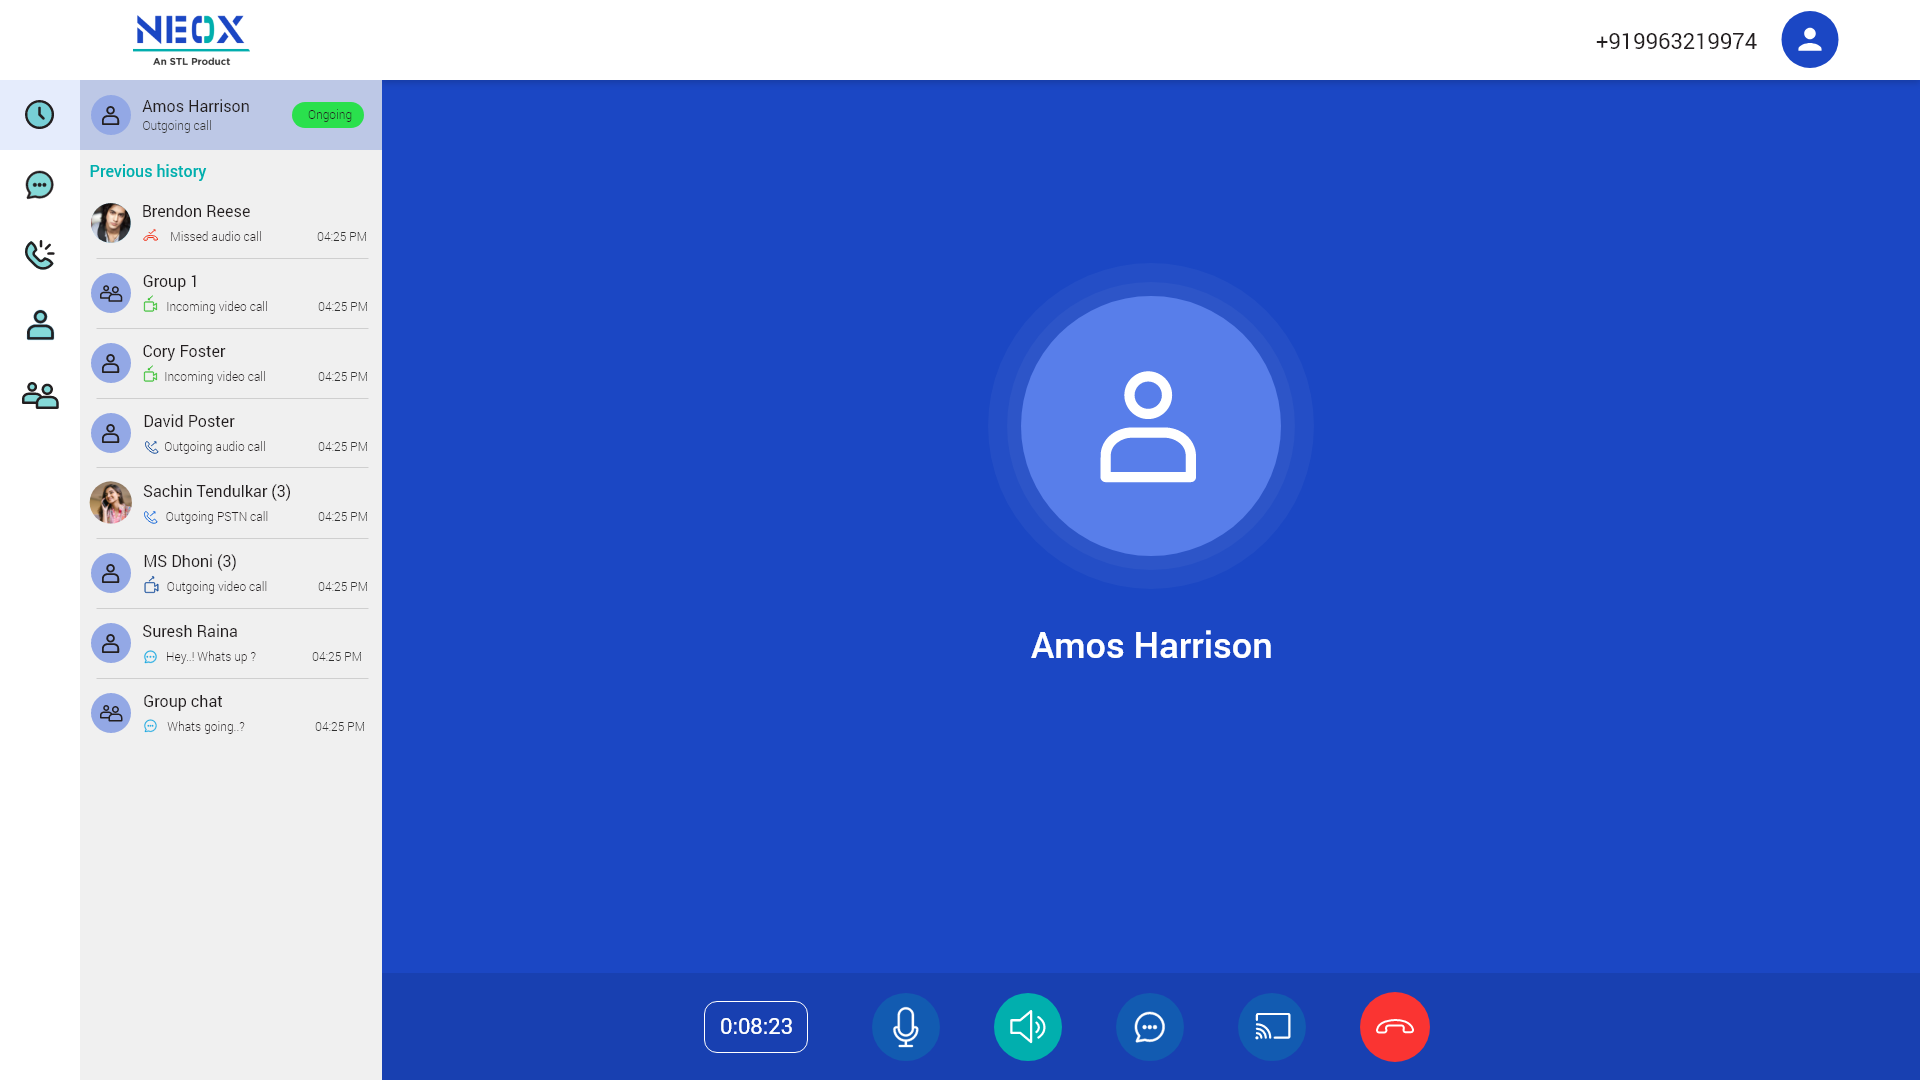 NEOX
An STL Product
+919963219974
Amos Harrison
Outgoing call
Ongoing
Previous history
Brendon Reese
Missed audio call 04:25 PM
Group 1
Incoming video call 04:25 PM
Cory Foster
Incoming video call 04:25 PM
David Poster
Outgoing audio call 04:25 PM
Sachin Tendulkar (3)
Outgoing PSTN call 04:25 PM
MS Dhoni (3)
Outgoing video call 04:25 PM
Suresh Raina
Hey..! Whats up ? 04:25 PM
Group chat
Whats going..? 04:25 PM
Amos Harrison
0:08:23